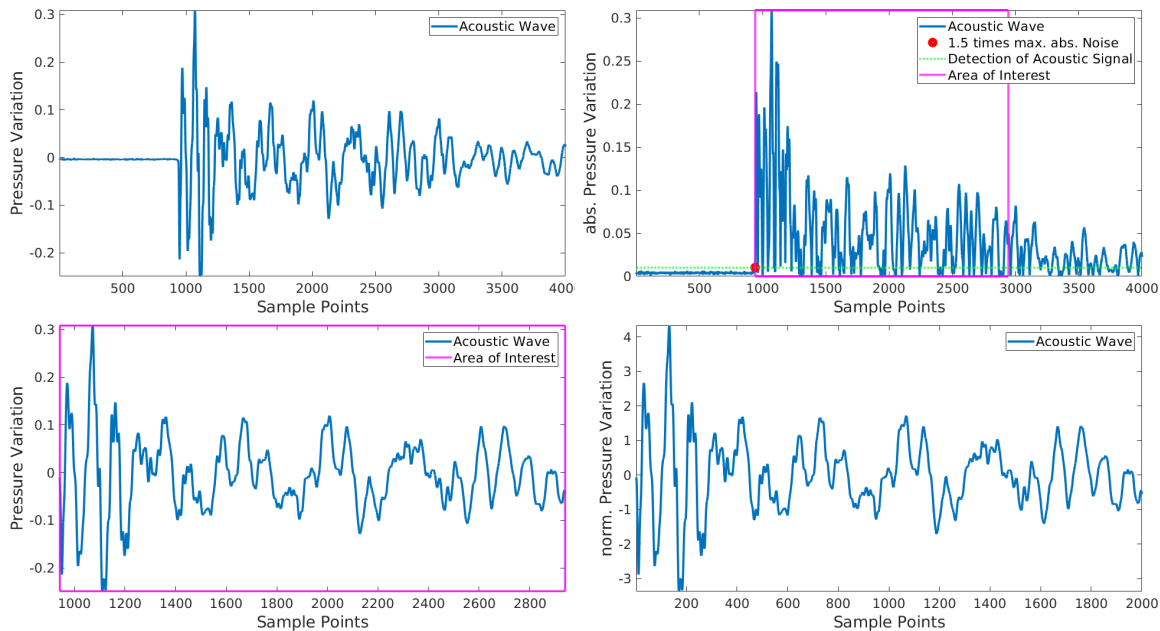 Acoustic Wave
Pressure Variation
0.3
0.2
0.1
0
-0.1
-0.2
500 1000 1500 2000 2500 3000 3500 4000
Sample Points
Acoustic Wave
1.5 times max. abs. Noise
Detection of Acoustic Signal
Area of Interest
abs. Pressure Variation
0.3
0.25
0.2
0.15
0.1
0.05
0
500 1000 1500 2000 2500 3000 3500 4000
Sample Points
Acoustic Wave
Area of Interest
Pressure Variation
0.3
0.2
0.1
0
-0.1
-0.2
1000 1200 1400 1600 1800 2000 2200 2400 2600 2800
Sample Points
Acoustic Wave
norm. Pressure Variation
4
3
2
1
0
-1
-2
-3
200 400 600 800 1000 1200 1400 1600 1800 2000
Sample Points